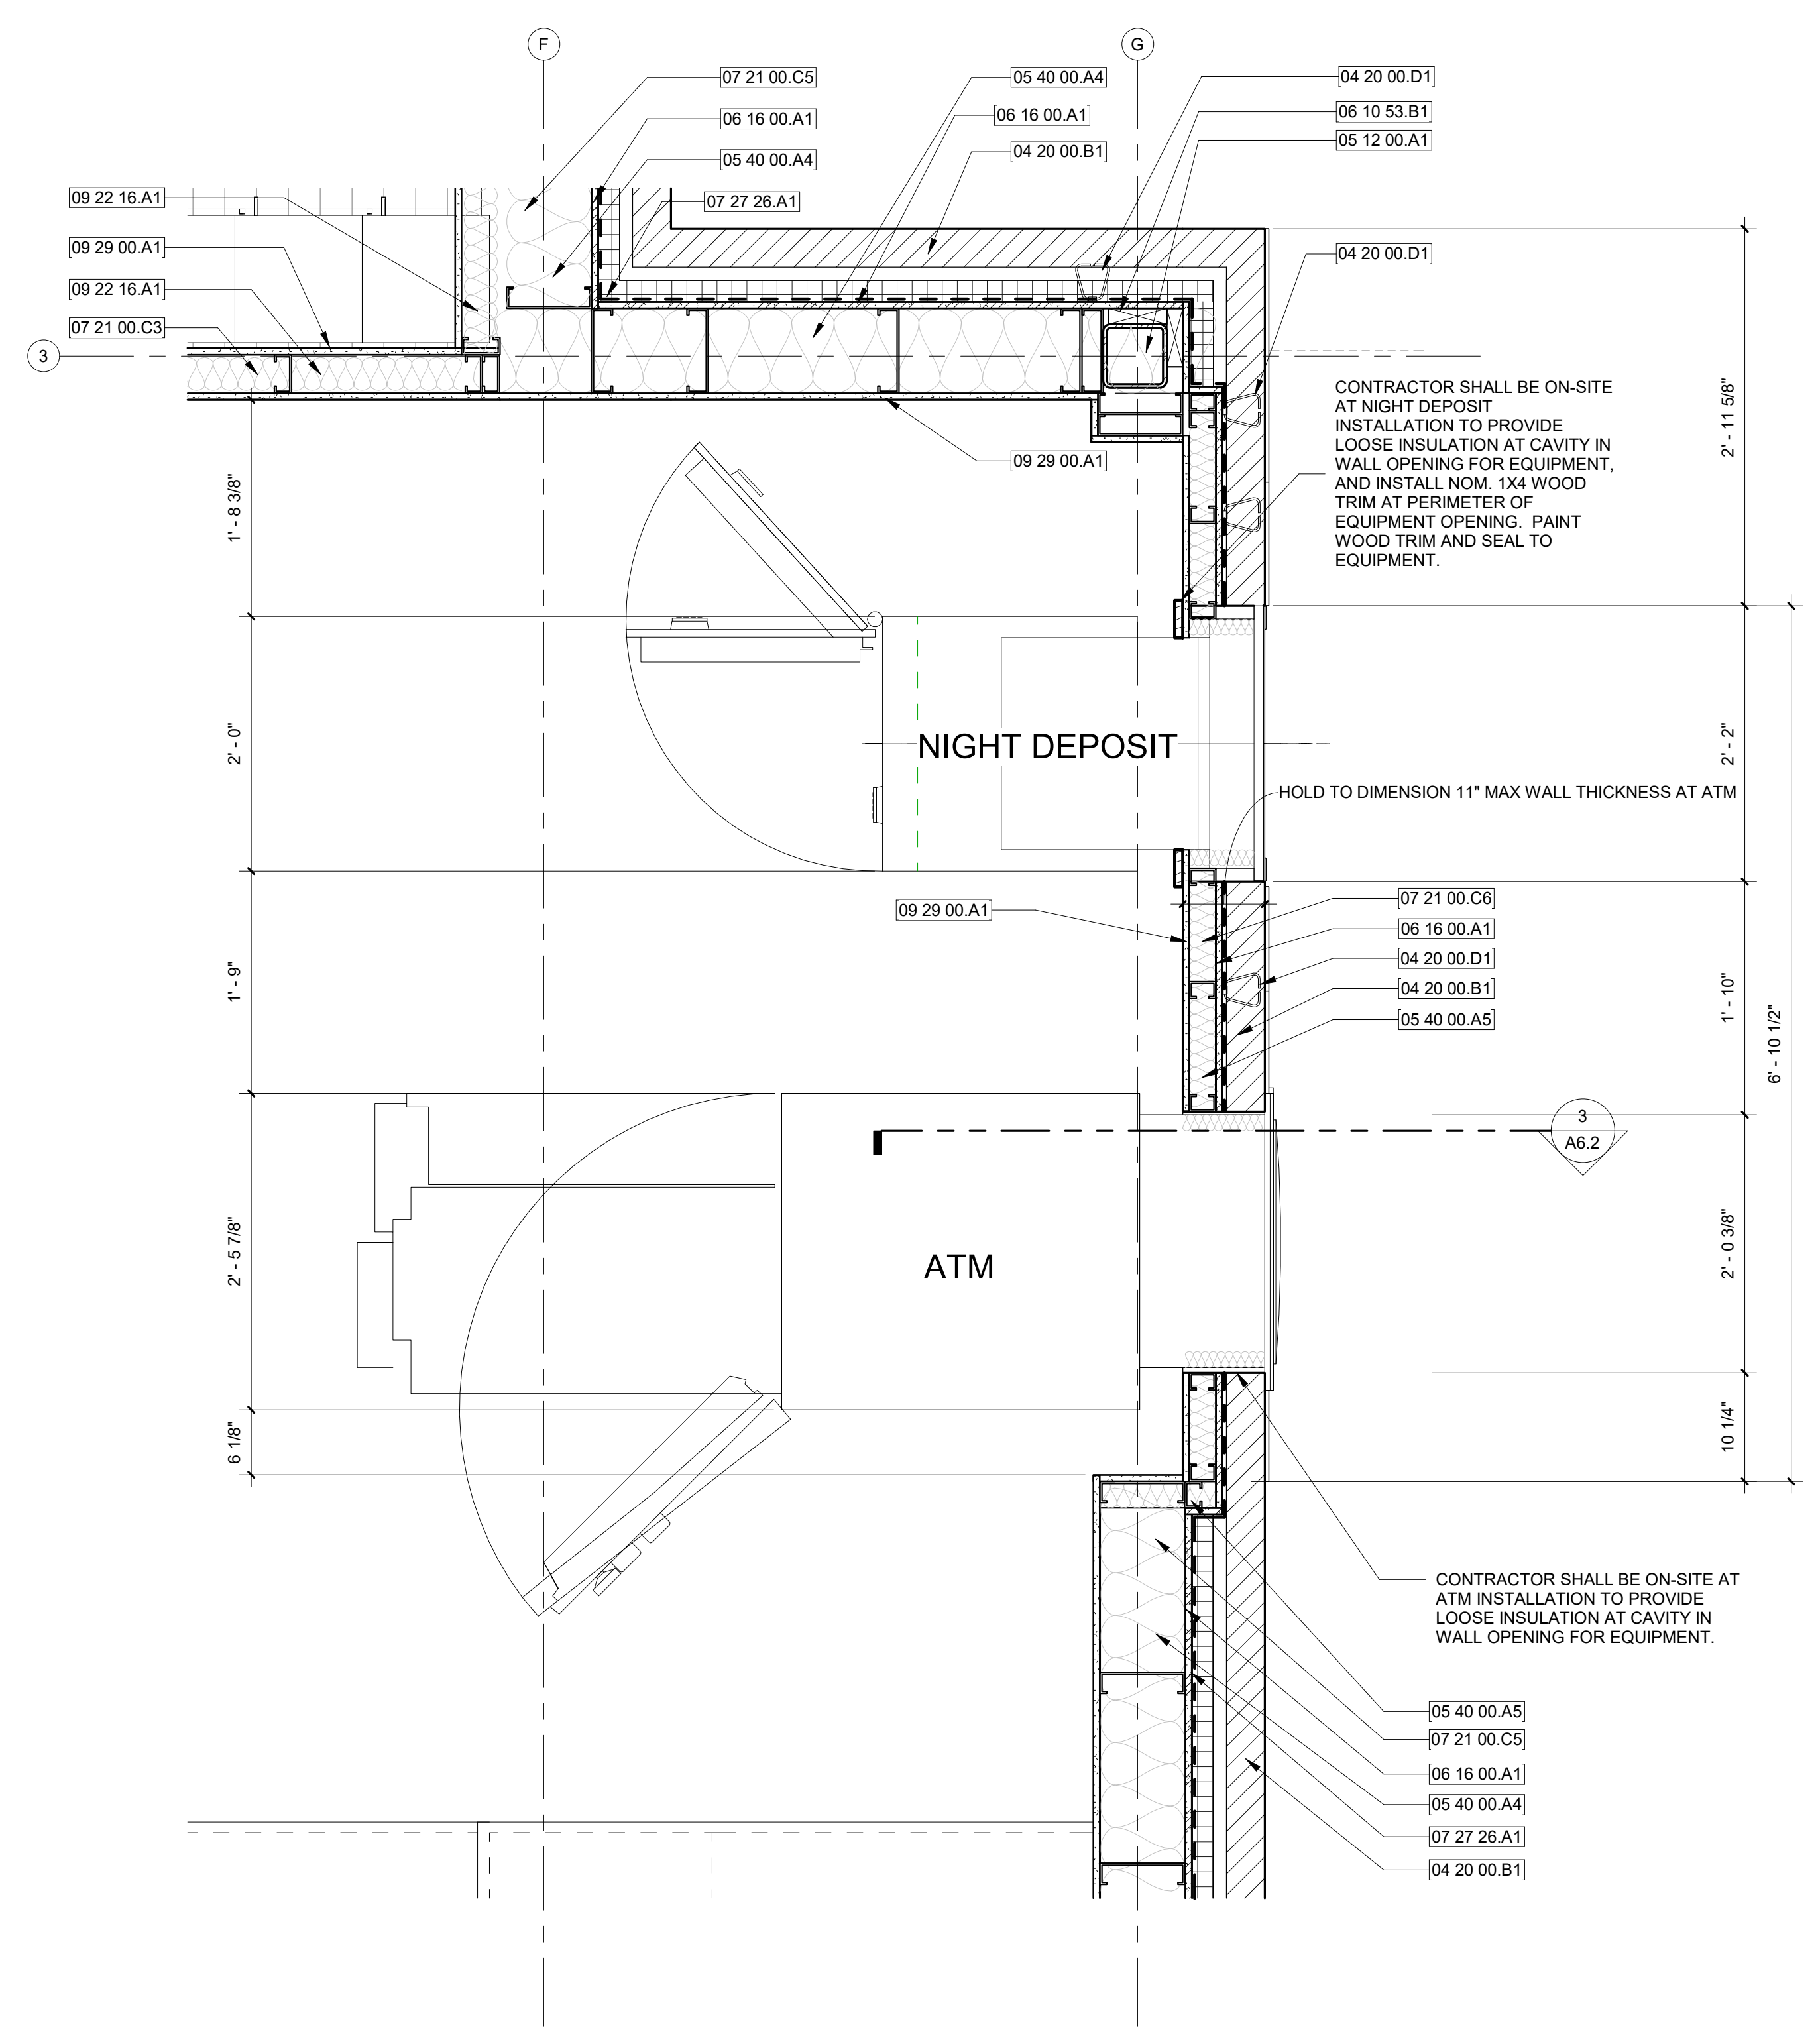 F
G
07 21 00.C5
05 40 00.A4
04 20 00.D1
06 16 00.A1
06 16 00.A1
06 10 53.B1
05 40 00.A4
04 20 00.B1
05 12 00.A1
09 22 16.A1
07 27 26.A1
09 29 00.A1
04 20 00.D1
09 22 16.A1
07 21 00.C3
3
CONTRACTOR SHALL BE ON-SITE
AT NIGHT DEPOSIT
INSTALLATION TO PROVIDE
LOOSE INSULATION AT CAVITY IN
WALL OPENING FOR EQUIPMENT,
AND INSTALL NOM. 1X4 WOOD
TRIM AT PERIMETER OF
EQUIPMENT OPENING.  PAINT
WOOD TRIM AND SEAL TO
EQUIPMENT.
2' - 11 5/8"
09 29 00.A1
1' - 8 3/8"
2' - 0"
NIGHT DEPOSIT
2' - 2"
HOLD TO DIMENSION 11" MAX WALL THICKNESS AT ATM
09 29 00.A1
07 21 00.C6
06 16 00.A1
04 20 00.D1
04 20 00.B1
05 40 00.A5
1' - 9"
1' - 10"
6' - 10 1/2"
3
A6.2
2' - 5 7/8"
ATM
2' - 0 3/8"
6 1/8"
10 1/4"
CONTRACTOR SHALL BE ON-SITE AT
ATM INSTALLATION TO PROVIDE
LOOSE INSULATION AT CAVITY IN
WALL OPENING FOR EQUIPMENT.
05 40 00.A5
07 21 00.C5
06 16 00.A1
05 40 00.A4
07 27 26.A1
04 20 00.B1